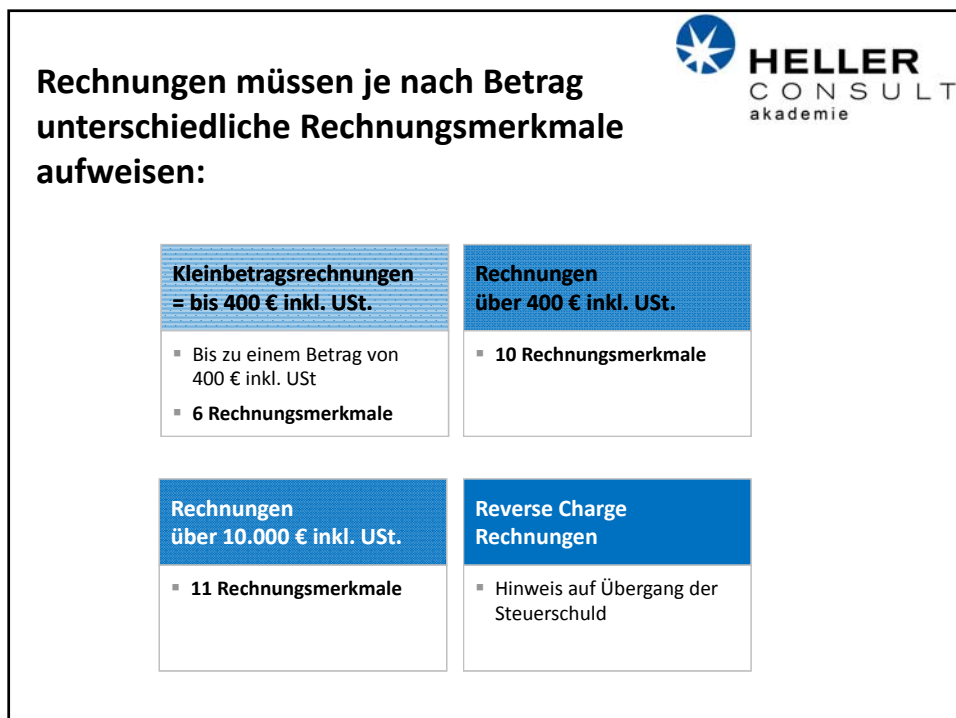 HELLER
CONSULT
akademie
Rechnungen müssen je nach Betrag
unterschiedliche Rechnungsmerkmale
aufweisen:
Kleinbetragsrechnungen
= bis 400 € inkl. USt.
▪ Bis zu einem Betrag von
400 € inkl. USt
▪ 6 Rechnungsmerkmale
Rechnungen
über 400 € inkl. USt.
▪ 10 Rechnungsmerkmale
Rechnungen
über 10.000 € inkl. USt.
▪ 11 Rechnungsmerkmale
Reverse Charge
Rechnungen
▪ Hinweis auf Übergang der
Steuerschuld